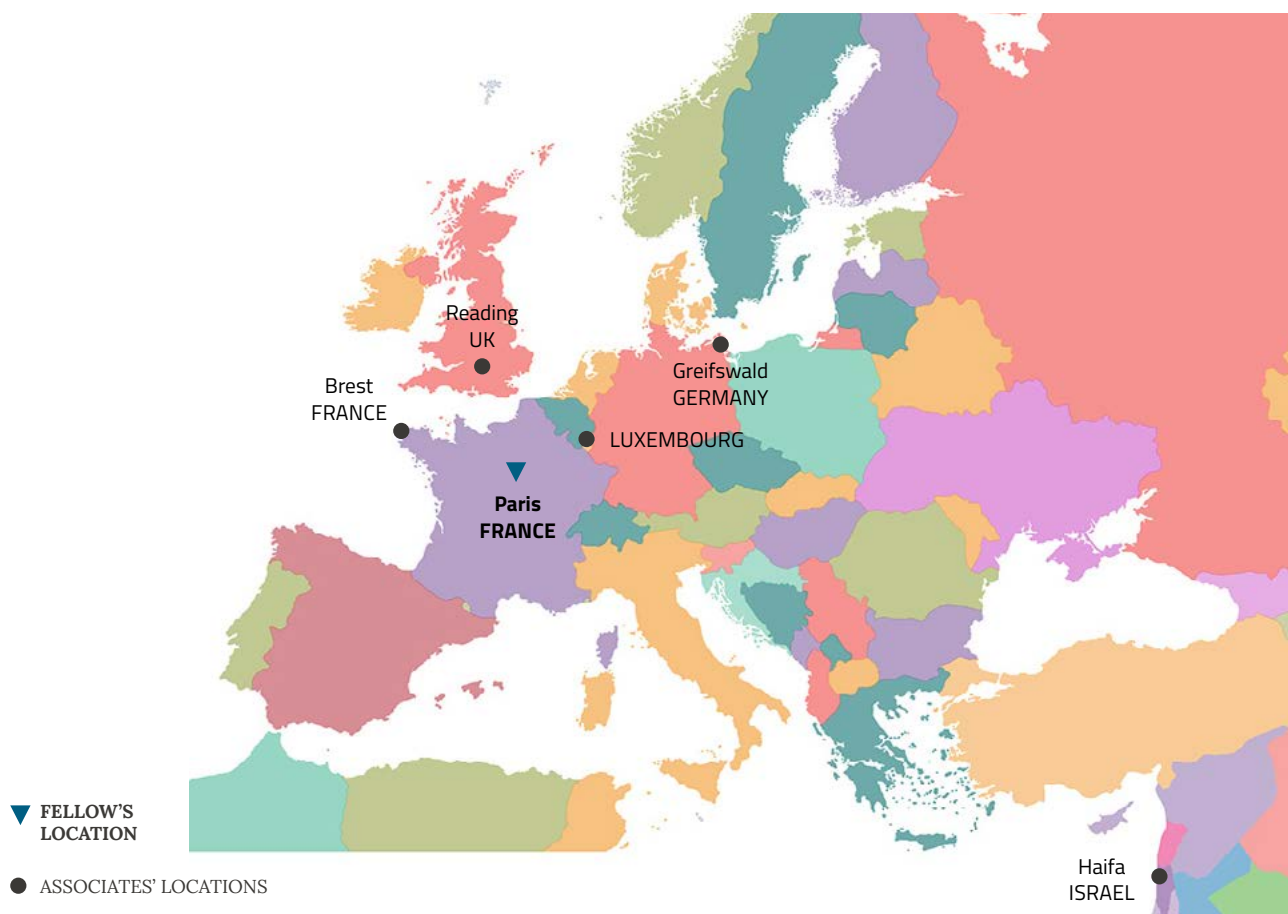 Reading
UK
Brest
FRANCE
Greifswald
GERMANY
LUXEMBOURG
Paris
FRANCE
FELLOW'S
LOCATION
ASSOCIATES' LOCATIONS
Haifa
ISRAEL